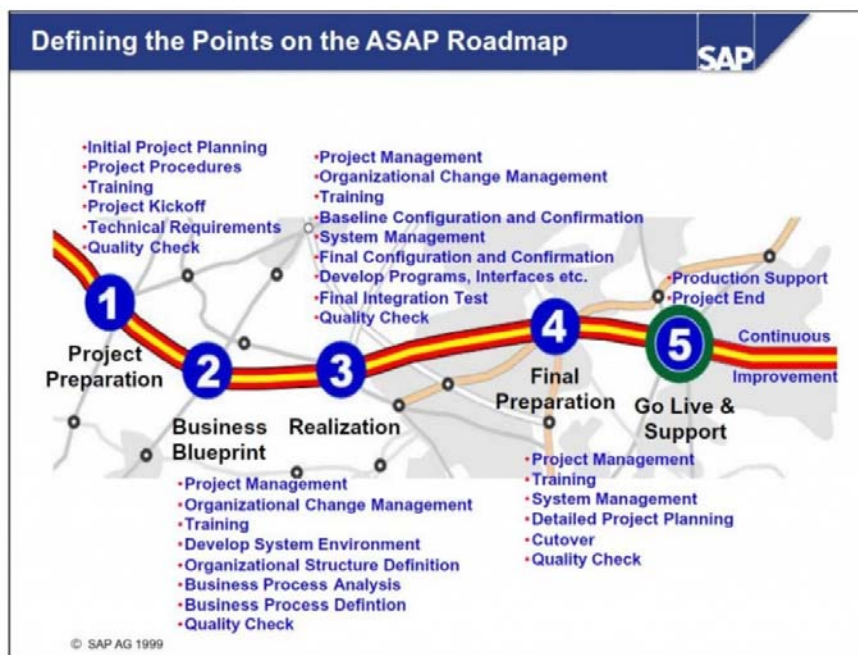 Defining the Points on the ASAP Roadmap
SAP
•Initial Project Planning
•Project Procedures
•Training
•Project Kickoff
•Technical Requirements
•Quality Check
•Project Management
•Organizational Change Management
•Training
•Baseline Configuration and Confirmation
•System Management
•Final Configuration and Confirmation
•Develop Programs, Interfaces etc.
•Final Integration Test
•Quality Check
•Production Support
•Project End
1
2
3
4
5
Continuous
Improvement
Project
Preparation
Business
Blueprint
Realization
Final
Preparation
Go Live &
Support
•Project Management
•Organizational Change Management
•Training
•Develop System Environment
•Organizational Structure Definition
•Business Process Analysis
•Business Process Defintion
•Quality Check
•Project Management
•Training
•System Management
•Detailed Project Planning
•Cutover
•Quality Check
© SAP AG 1999